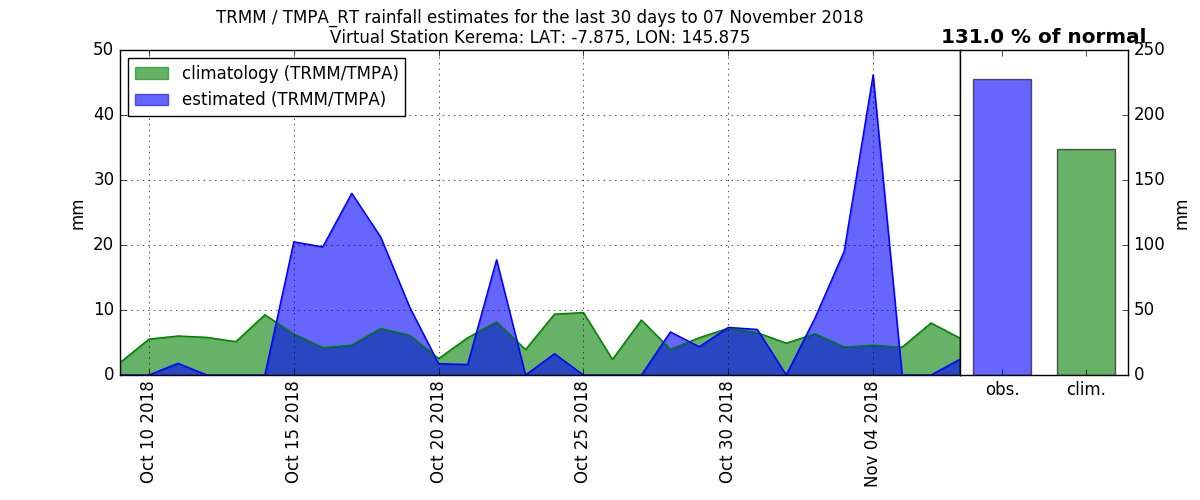 TRMM / TMPA_RT rainfall estimates for the last 30 days to 07 November 2018
Virtual Station Kerema: LAT: -7.875, LON: 145.875
131.0 % of normal
climatology (TRMM/TMPA)
estimated (TRMM/TMPA)
50
40
30
20
10
0
mm
Oct 10 2018
Oct 15 2018
Oct 20 2018
Oct 25 2018
Oct 30 2018
Nov 04 2018
obs.
clim.
250
200
150
100
50
0
mm